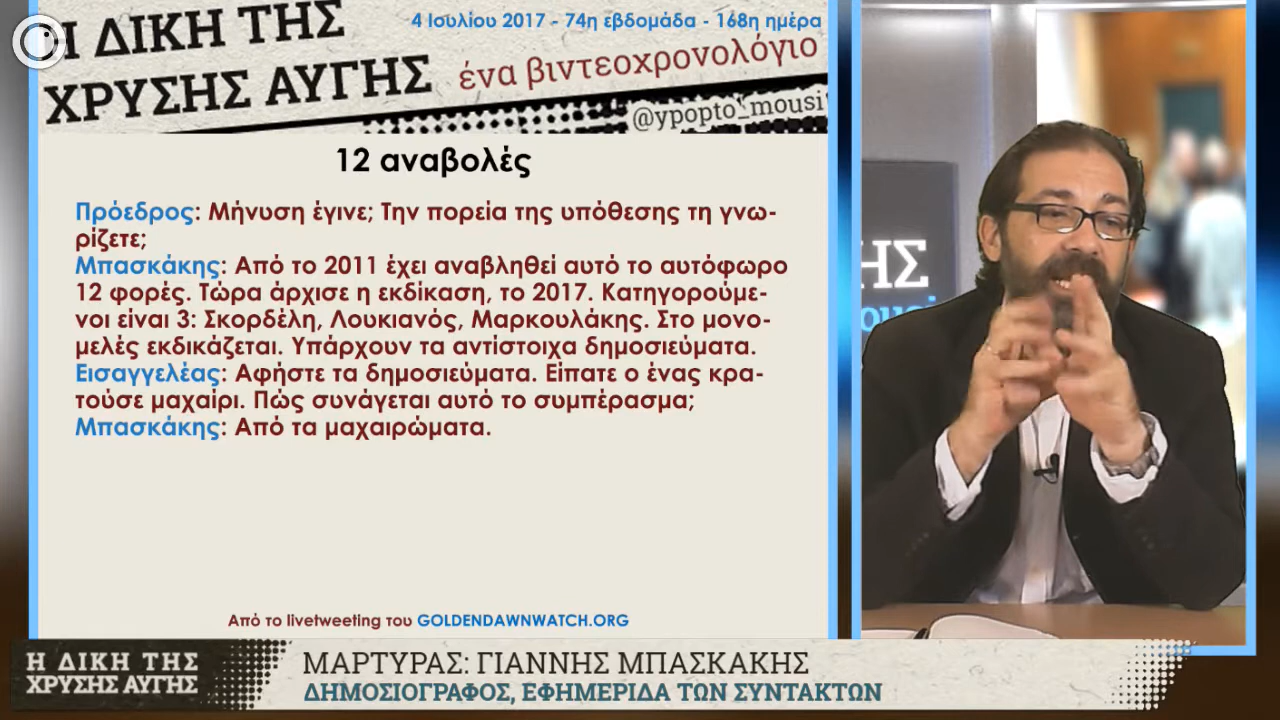 Η ΔΙΚΗ ΤΗΣ
ΧΡΥΣΗΣ ΑΥΓΗΣ
4 Ιουλίου 2017 - 74η εβδομάδα - 168η ημέρα
ένα βιντεοχρονολόγιο
@ypopto_mousi
12 αναβολές
Πρόεδρος: Μήνυση έγινε; Την πορεία της υπόθεσης τη γνω-
ρίζετε;
Μπασκάκης: Από το 2011 έχει αναβληθεί αυτό το αυτόφωρο
12 φορές. Τώρα άρχισε η εκδίκαση, το 2017. Κατηγορούμε-
νοι είναι 3: Σκορδέλη, Λουκιανός, Μαρκουλάκης. Στο μονο-
μελές εκδικάζεται. Υπάρχουν τα αντίστοιχα δημοσιεύματα.
Εισαγγελέας: Αφήστε τα δημοσιεύματα. Είπατε ο ένας κρα-
τούσε μαχαίρι. Πώς συνάγεται αυτό το συμπέρασμα;
Μπασκάκης: Από τα μαχαιρώματα.
Από το livetweeting του GOLDENDAWNWATCH.ORG
ΗΣ
Η ΔΙΚΗ ΤΗΣ
ΧΡΥΣΗΣ ΑΥΓΗΣ
ΜΑΡΤΥΡΑΣ: ΓΙΑΝΝΗΣ ΜΠΑΣΚΑΚΗΣ
ΔΗΜΟΣΙΟΓΡΑΦΟΣ, ΕΦΗΜΕΡΙΔΑ ΤΩΝ ΣΥΝΤΑΚΤΩΝ